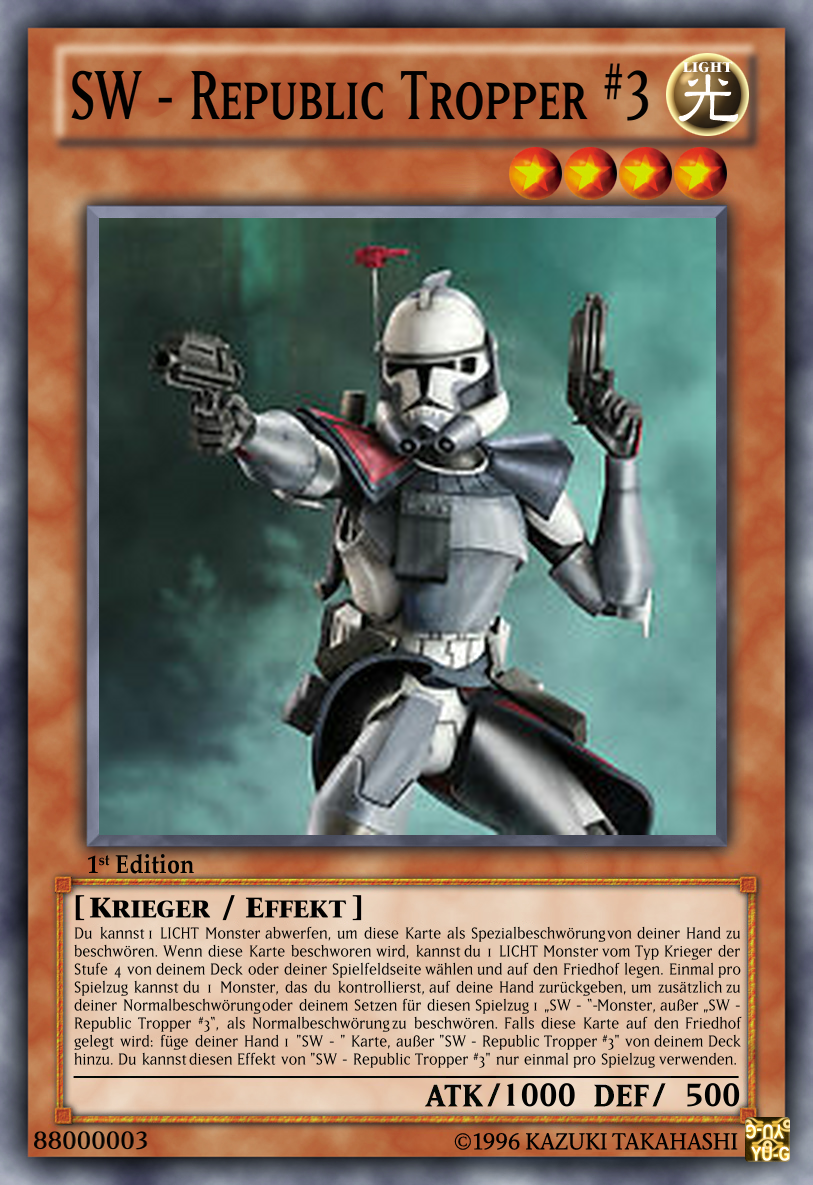 SW - Republic Tropper #3
LIGHT
光
1st Edition
[ Krieger / Effekt ]
Du kannst 1 LICHT Monster abwerfen, um diese Karte als Spezialbeschwörung von deiner Hand zu
beschwören. Wenn diese Karte beschworen wird, kannst du 1 LICHT Monster vom Typ Krieger der
Stufe 4 von deinem Deck oder deiner Spielfeldseite wählen und auf den Friedhof legen. Einmal pro
Spielzug kannst du 1 Monster, das du kontrollierst, auf deine Hand zurückgeben, um zusätzlich zu
deiner Normalbeschwörung oder deinem Setzen für diesen Spielzug 1 „SW - "-Monster, außer „SW -
Republic Tropper #3", als Normalbeschwörung zu beschwören. Falls diese Karte auf den Friedhof
gelegt wird: füge deiner Hand 1 "SW - " Karte, außer "SW - Republic Tropper #3" von deinem Deck
hinzu. Du kannst diesen Effekt von "SW - Republic Tropper #3" nur einmal pro Spielzug verwenden.
ATK/1000 DEF/ 500
88000003
©1996 KAZUKI TAKAHASHI
YU-G